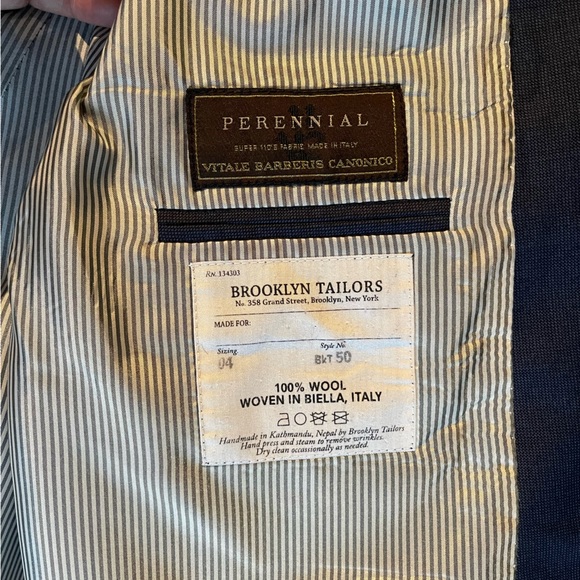 PERENNIAL
SUPER 110'S FABRIC MADE IN ITALY
VITALE BARBERIS CANONICO
RN. 134303
BROOKLYN TAILORS
No. 358 Grand Street, Brooklyn, New York
MADE FOR:
Sizing Style No
04 BKT 50
100% WOOL
WOVEN IN BIELLA, ITALY
Handmade in Kathmandu, Nepal by Brooklyn Tailors
Hand press and steam to remove wrinkles.
Dry clean occassionally as needed.